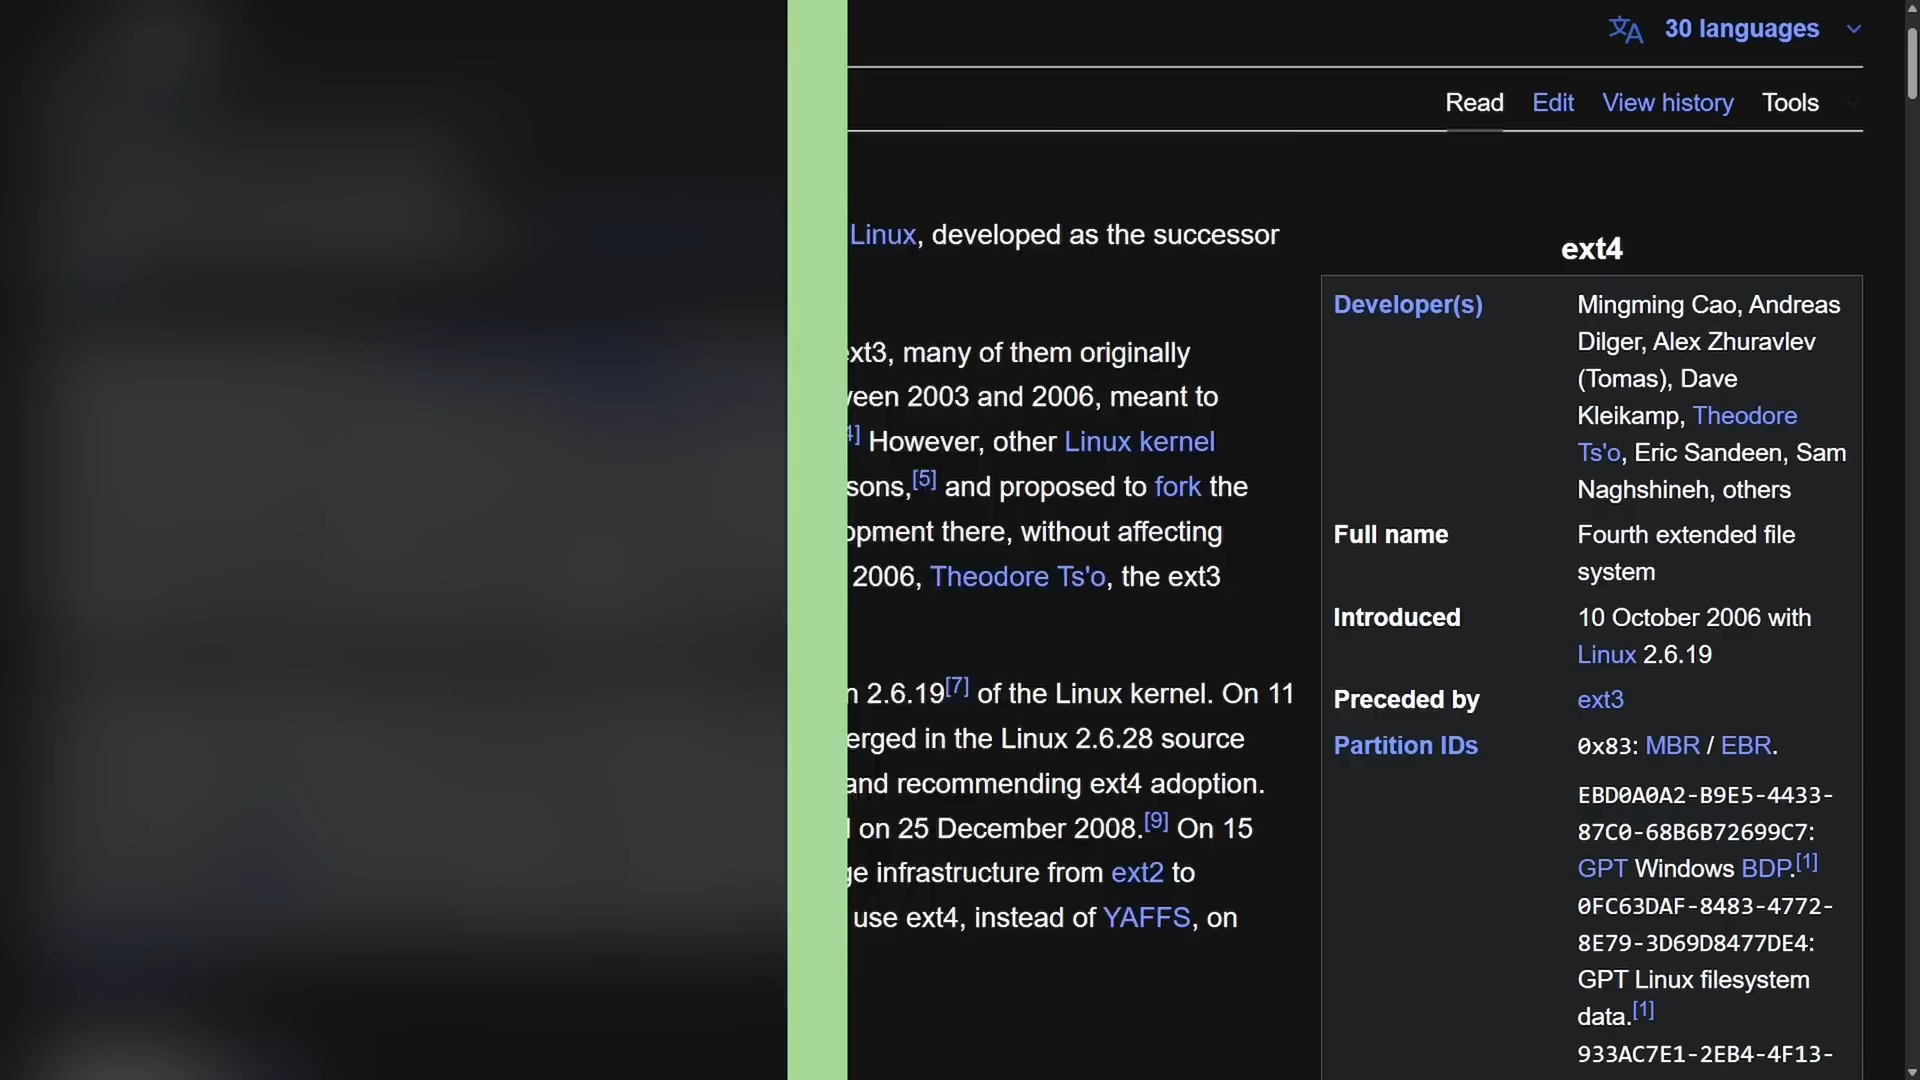 30 languages
Read Edit View history Tools
Linux, developed as the successor
ext3, many of them originally
2003 and 2006, meant to
However, other Linux kernel
[5] and proposed to fork the
there, without affecting
2006, Theodore Ts'o, the ext3
2.6.19[7] of the Linux kernel. On 11
in the Linux 2.6.28 source
and recommending ext4 adoption.
on 25 December 2008.[9] On 15
infrastructure from ext2 to
use ext4, instead of YAFFS, on
ext4
Developer(s) Mingming Cao, Andreas
Dilger, Alex Zhuravlev
(Tomas), Dave
Kleikamp, Theodore
Ts'o, Eric Sandeen, Sam
Naghshineh, others
Full name Fourth extended file
system
Introduced 10 October 2006 with
Linux 2.6.19
Preceded by ext3
Partition IDs 0x83: MBR / EBR.
EBD0A0A2-B9E5-4433-
87C0-68B6B72699C7:
GPT Windows BDP.[1]
0FC63DAF-8483-4772-
8E79-3D69D8477DE4:
GPT Linux filesystem
data.[1]
933AC7E1-2EB4-4F13-